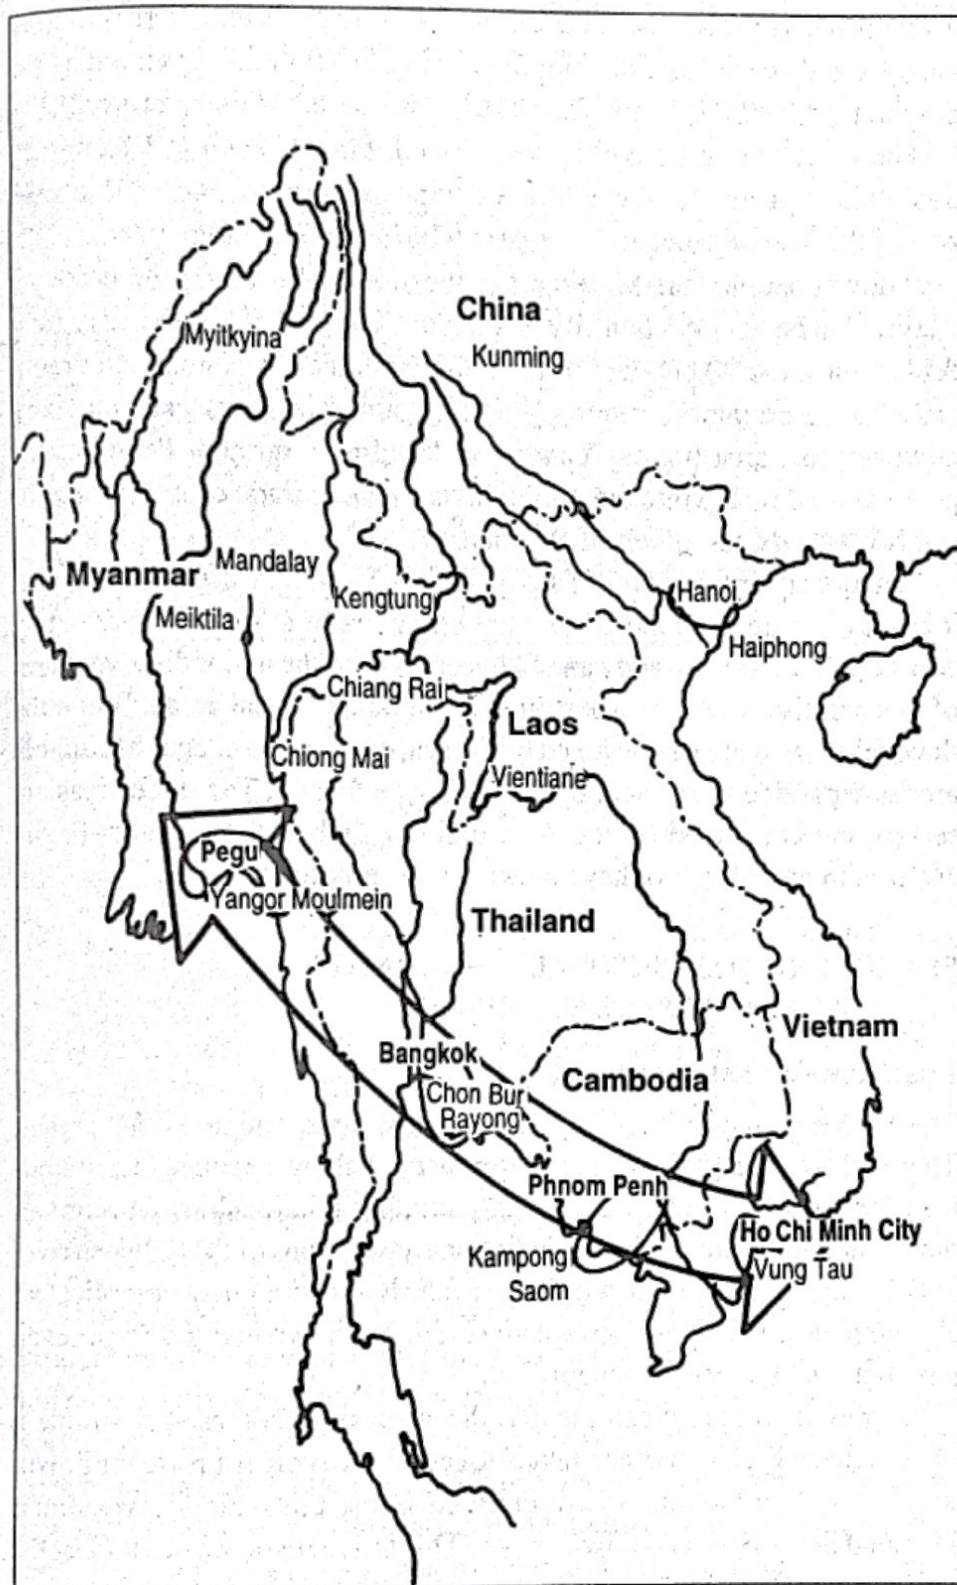 China
Kunming
Myitkyina
Mandalay
Myanmar
Kengtung
Hanoi
Meiktila
Haiphong
Chiang Rai
Laos
Chiong Mai
Vientiane
Pegu
Yangor Moulmein
Thailand
Vietnam
Bangkok
Cambodia
Chon Bur
Rayong
Phnom Penh
Ho Chi Minh City
Kampong
Saom
Vung Tau